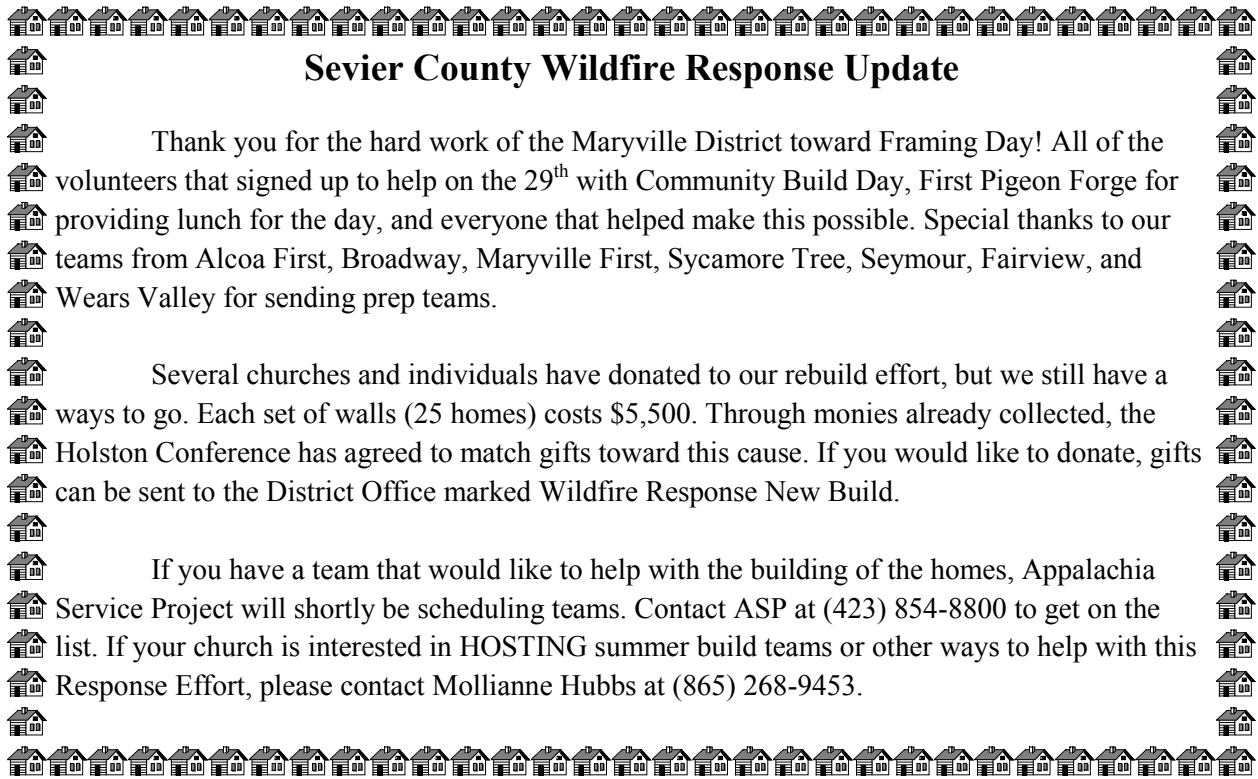 Sevier County Wildfire Response Update
Thank you for the hard work of the Maryville District toward Framing Day! All of the
volunteers that signed up to help on the 29th with Community Build Day, First Pigeon Forge for
providing lunch for the day, and everyone that helped make this possible. Special thanks to our
teams from Alcoa First, Broadway, Maryville First, Sycamore Tree, Seymour, Fairview, and
Wears Valley for sending prep teams.
Several churches and individuals have donated to our rebuild effort, but we still have a
ways to go. Each set of walls (25 homes) costs $5,500. Through monies already collected, the
Holston Conference has agreed to match gifts toward this cause. If you would like to donate, gifts
can be sent to the District Office marked Wildfire Response New Build.
If you have a team that would like to help with the building of the homes, Appalachia
Service Project will shortly be scheduling teams. Contact ASP at (423) 854-8800 to get on the
list. If your church is interested in HOSTING summer build teams or other ways to help with this
Response Effort, please contact Mollianne Hubbs at (865) 268-9453.